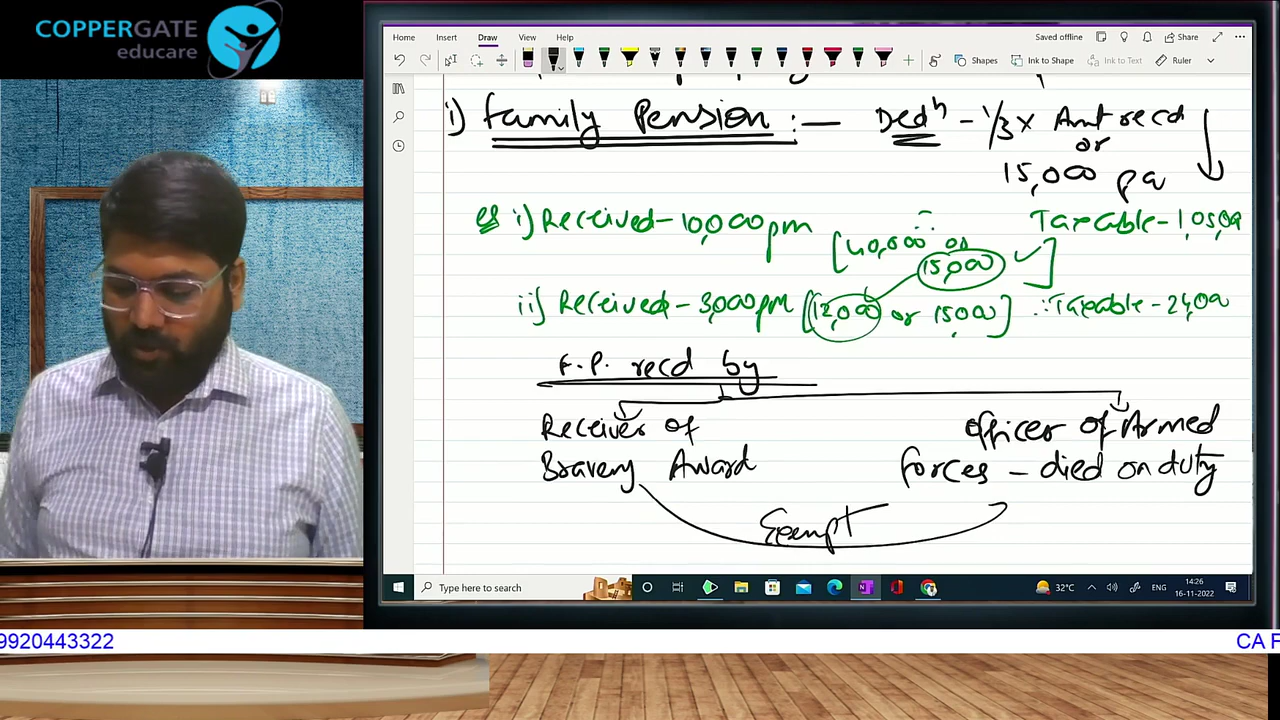 COPPERGATE
educare
Home Insert Draw View Help
Saved offline
Share
Shapes
Ink to Shape
Ink to Text
Ruler
i) Family Pension :— Dedn - 1/3 x Amt recd
or
15,000 pa
eg i) Received - 10,000 pm ∴ Taxable - 1,05,000
[40,000 or
15,000 ✓]
ii) Received - 3,000 pm [12,000 or 15,000] ∴ Taxable - 24,000
F.P. recd by
Receiver of
Bravery Award
Officer of Armed
forces - died on duty
Exempt
Type here to search
32°C
ENG
14:26
16-11-2022
9920443322
CA F